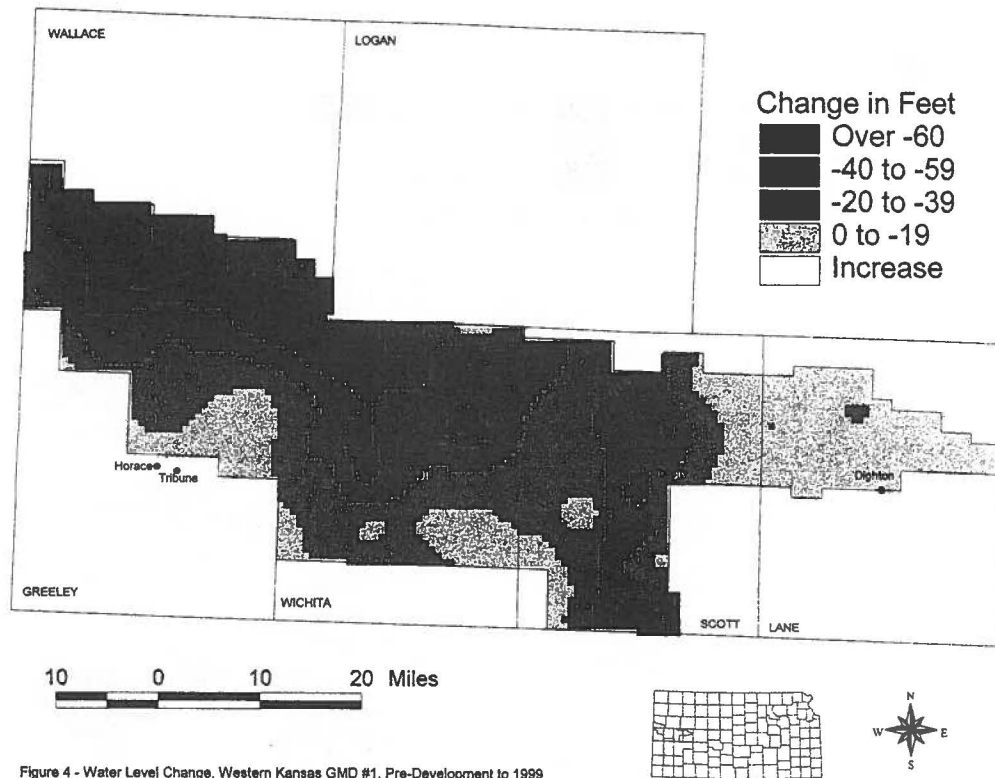 WALLACE
LOGAN
Change in Feet
Over -60
-40 to -59
-20 to -39
0 to -19
Increase
Horace
Tribune
Dighton
GREELEY
WICHITA
SCOTT
LANE
10 0 10 20 Miles
N
W E
S
Figure 4 - Water Level Change, Western Kansas GMD #1, Pre-Development to 1999